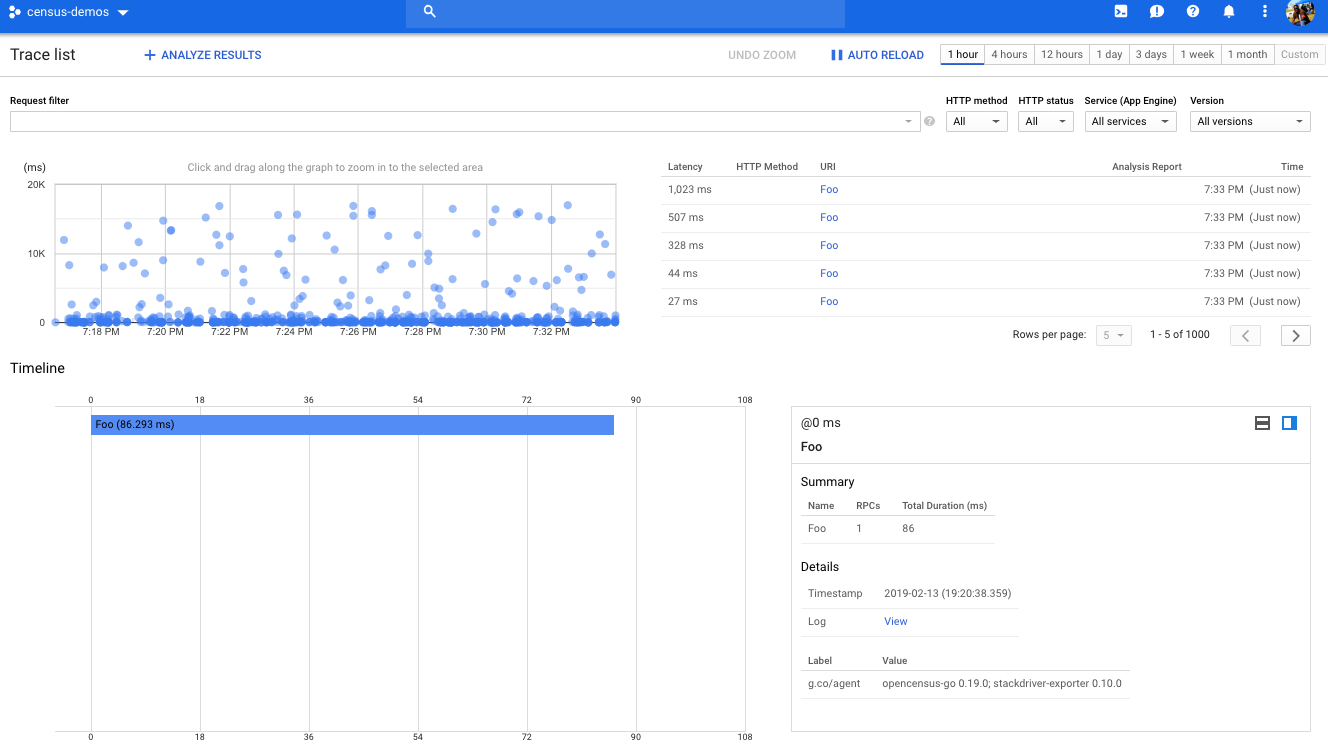 census-demos
Trace list
ANALYZE RESULTS
UNDO ZOOM
AUTO RELOAD
1 hour 4 hours 12 hours 1 day 3 days 1 week 1 month Custom
Request filter
HTTP method HTTP status Service (App Engine) Version
All All All services All versions
(ms) Click and drag along the graph to zoom in to the selected area
20K
10K
0
7:18 PM 7:20 PM 7:22 PM 7:24 PM 7:26 PM 7:28 PM 7:30 PM 7:32 PM
Latency HTTP Method URI Analysis Report Time
1,023 ms Foo 7:33 PM (Just now)
507 ms Foo 7:33 PM (Just now)
328 ms Foo 7:33 PM (Just now)
44 ms Foo 7:33 PM (Just now)
27 ms Foo 7:33 PM (Just now)
Rows per page: 5 1 - 5 of 1000
Timeline
0 18 36 54 72 90 108
Foo (86.293 ms)
0 18 36 54 72 90 108
@0 ms
Foo
Summary
Name RPCs Total Duration (ms)
Foo 1 86
Details
Timestamp 2019-02-13 (19:20:38.359)
Log View
Label Value
g.co/agent opencensus-go 0.19.0; stackdriver-exporter 0.10.0